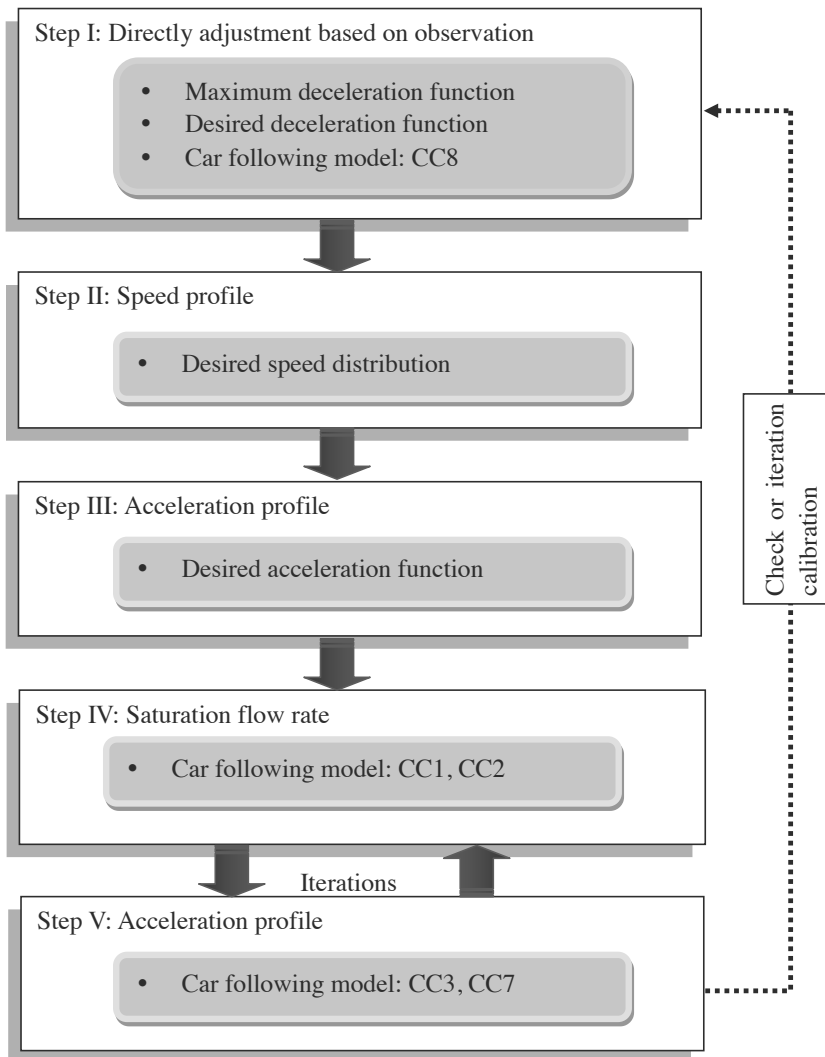 Step I: Directly adjustment based on observation
• Maximum deceleration function
• Desired deceleration function
• Car following model: CC8
Step II: Speed profile
• Desired speed distribution
Step III: Acceleration profile
• Desired acceleration function
Step IV: Saturation flow rate
• Car following model: CC1, CC2
Iterations
Step V: Acceleration profile
• Car following model: CC3, CC7
Check or iteration
calibration